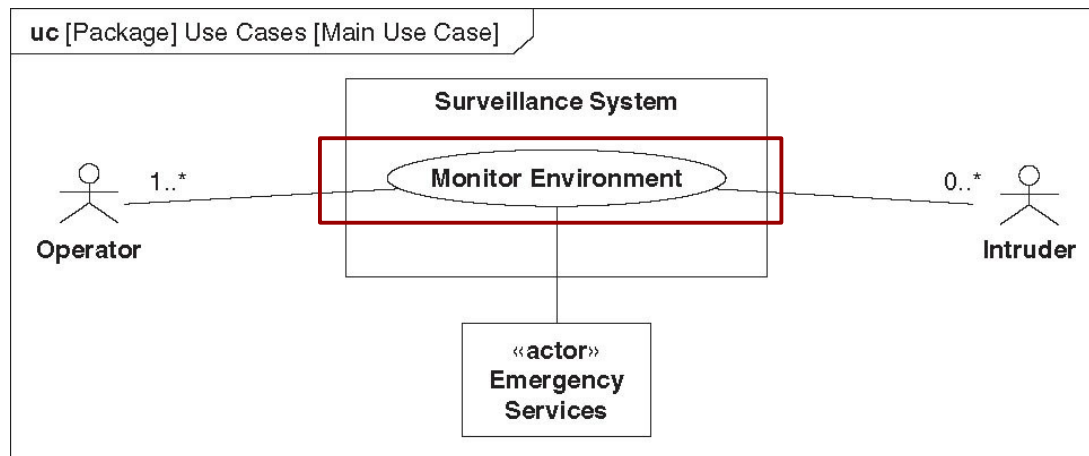 uc [Package] Use Cases [Main Use Case]
Surveillance System
Monitor Environment
1..*
0..*
Operator
Intruder
«actor»
Emergency
Services